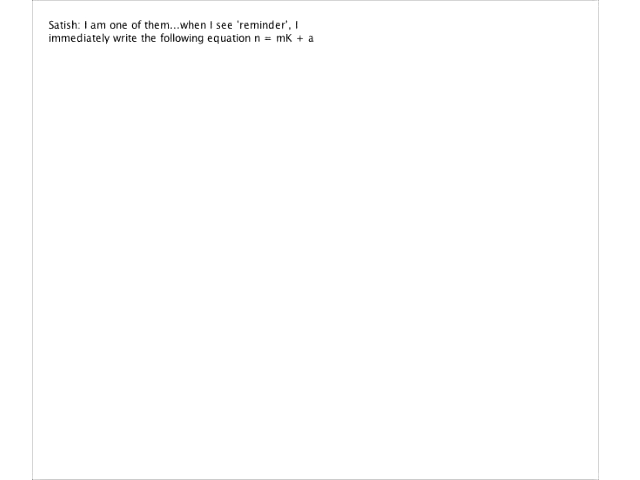 Satish: I am one of them...when I see 'reminder', I
immediately write the following equation n = mK + a